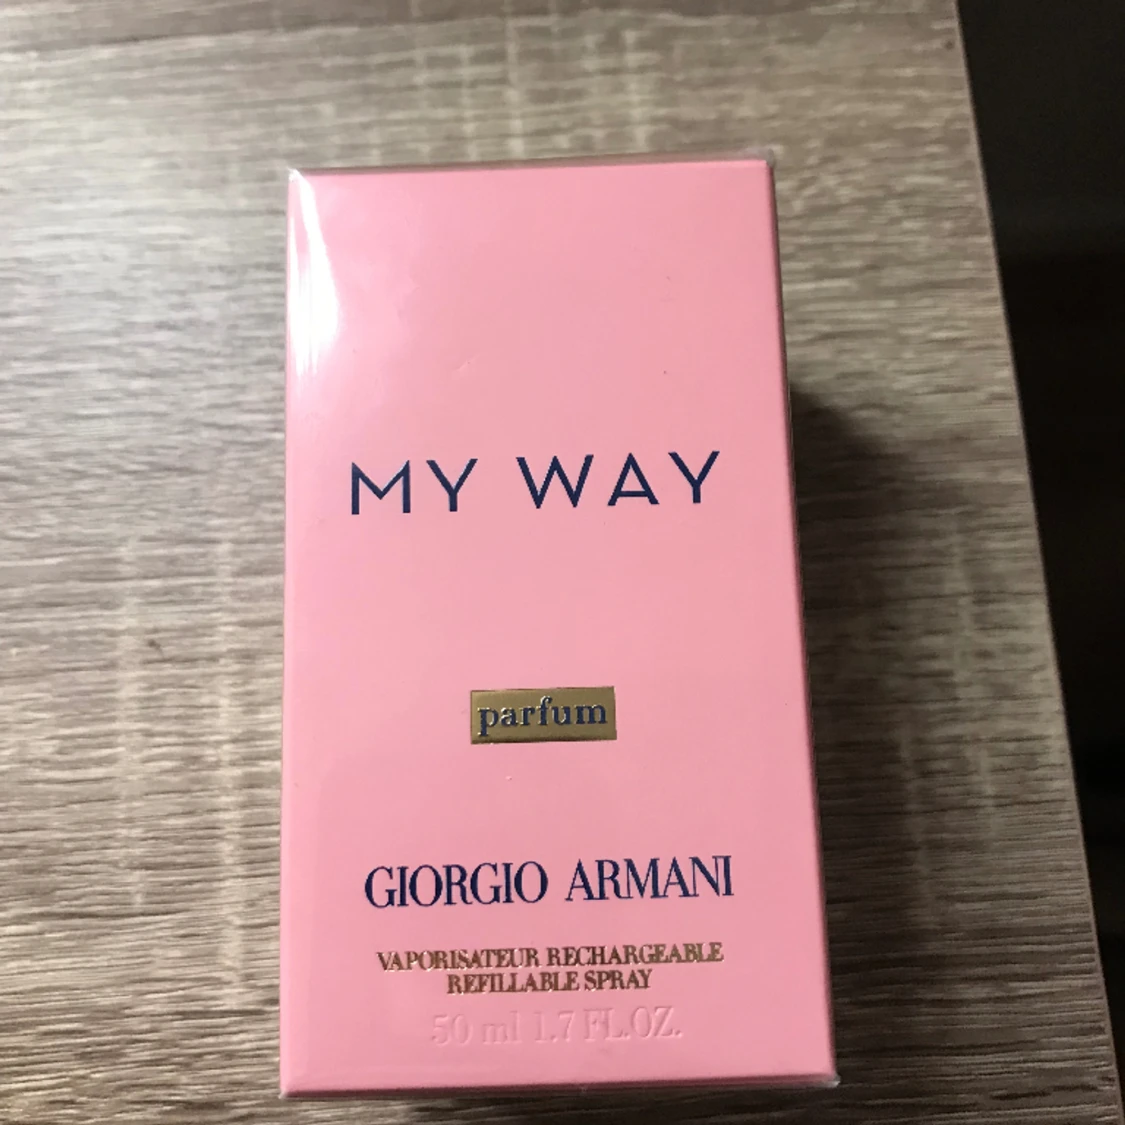 MY WAY
parfum
GIORGIO ARMANI
VAPORISATEUR RECHARGEABLE
REFILLABLE SPRAY
50 ml 1.7 FL.OZ.